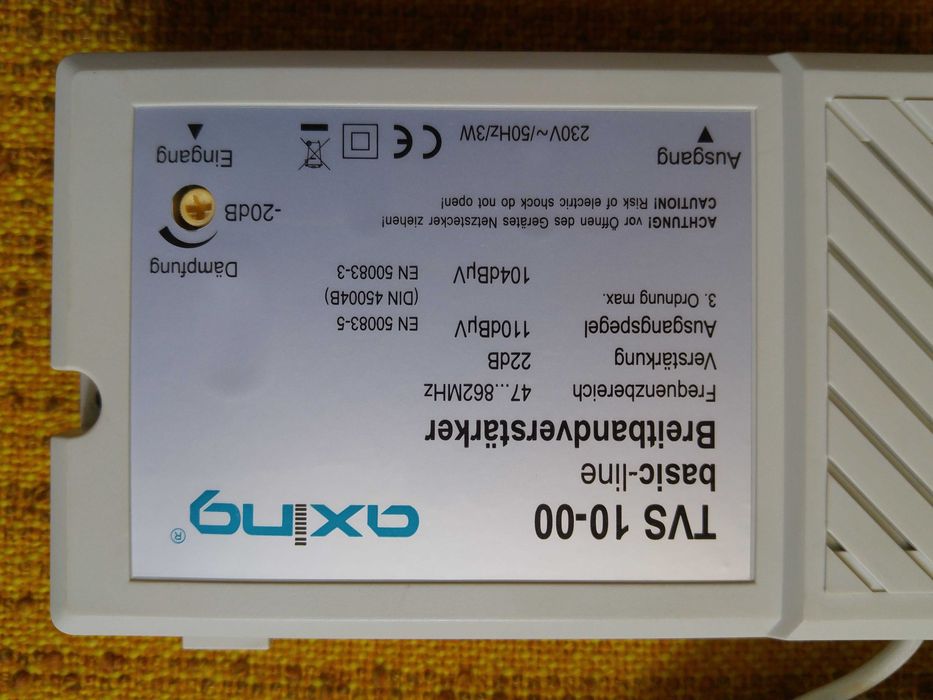 TVS 10-00
axing®
basic-line
Breitbandverstärker
Frequenzbereich 47...862MHz
Verstärkung 22dB
Ausgangspegel 110dBµV EN 50083-5
3. Ordnung max. (DIN 45004B)
104dBµV EN 50083-3
Dämpfung
-20dB
ACHTUNG! vor Öffnen des Gerätes Netzstecker ziehen!
CAUTION! of Risk of electric shock do not open!
Ausgang
230V~/50Hz/3W
CE
Eingang